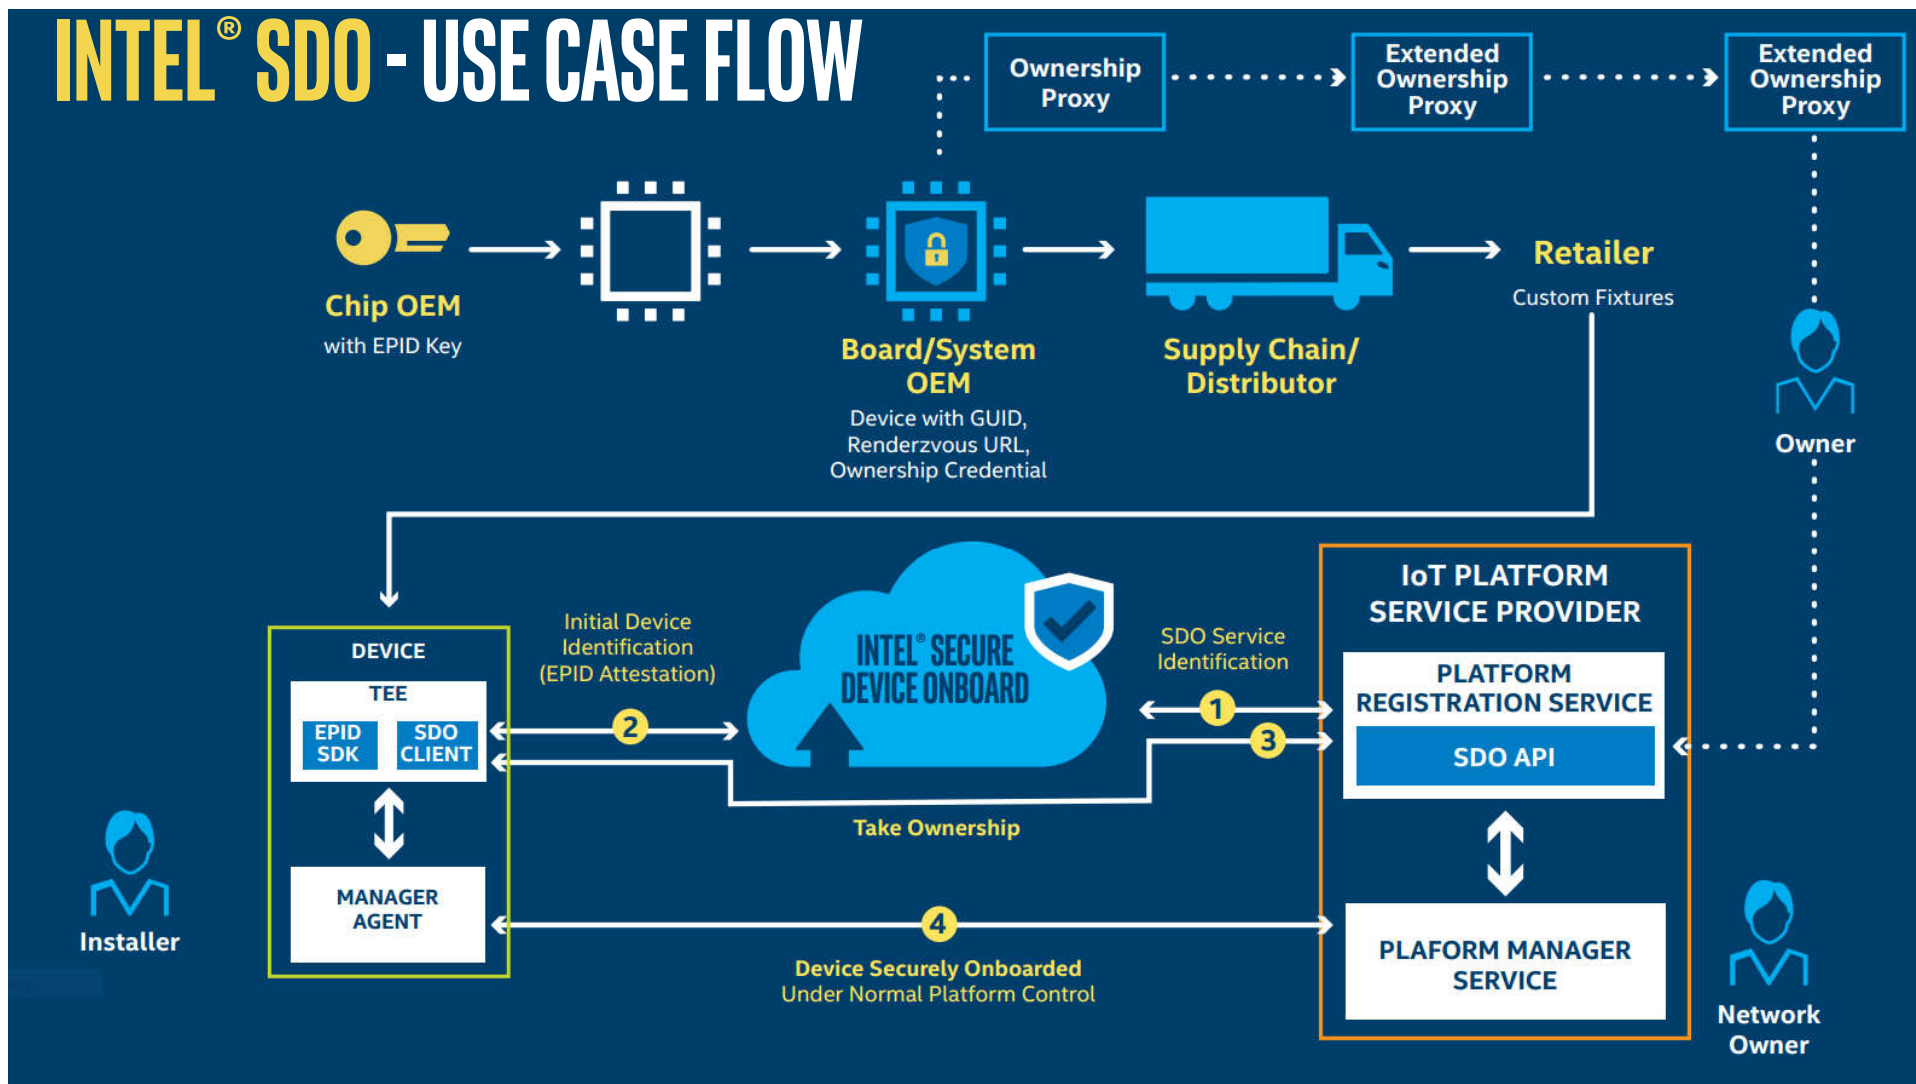 INTEL® SDO - USE CASE FLOW
Ownership
Proxy
Extended
Ownership
Proxy
Extended
Ownership
Proxy
Chip OEM
with EPID Key
Board/System
OEM
Device with GUID,
Renderzvous URL,
Ownership Credential
Supply Chain/
Distributor
Retailer
Custom Fixtures
Owner
DEVICE
TEE
EPID
SDK
SDO
CLIENT
MANAGER
AGENT
Installer
Initial Device
Identification
(EPID Attestation)
2
INTEL® SECURE
DEVICE ONBOARD
SDO Service
Identification
1
3
Take Ownership
4
Device Securely Onboarded
Under Normal Platform Control
IoT PLATFORM
SERVICE PROVIDER
PLATFORM
REGISTRATION SERVICE
SDO API
PLAFORM MANAGER
SERVICE
Network
Owner